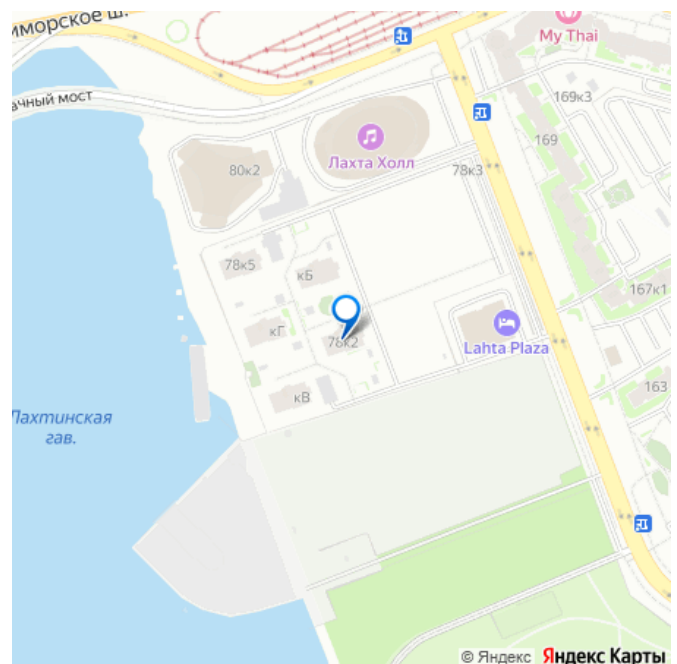 иморское ш.
ачный мост
My Thai
169к3
169
Лахта Холл
80к2
78к3
78к5
кБ
167к1
кГ
78к2
Lahta Plaza
163
кВ
Лахтинская
гав.
© Яндекс Яндекс Карты